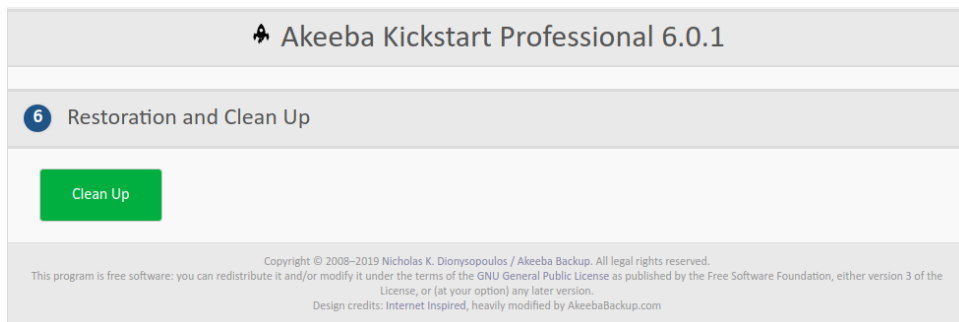 Akeeba Kickstart Professional 6.0.1
6 Restoration and Clean Up
Clean Up
Copyright © 2008–2019 Nicholas K. Dionysopoulos / Akeeba Backup. All legal rights reserved.
This program is free software: you can redistribute it and/or modify it under the terms of the GNU General Public License as published by the Free Software Foundation, either version 3 of the
License, or (at your option) any later version.
Design credits: Internet Inspired, heavily modified by AkeebaBackup.com